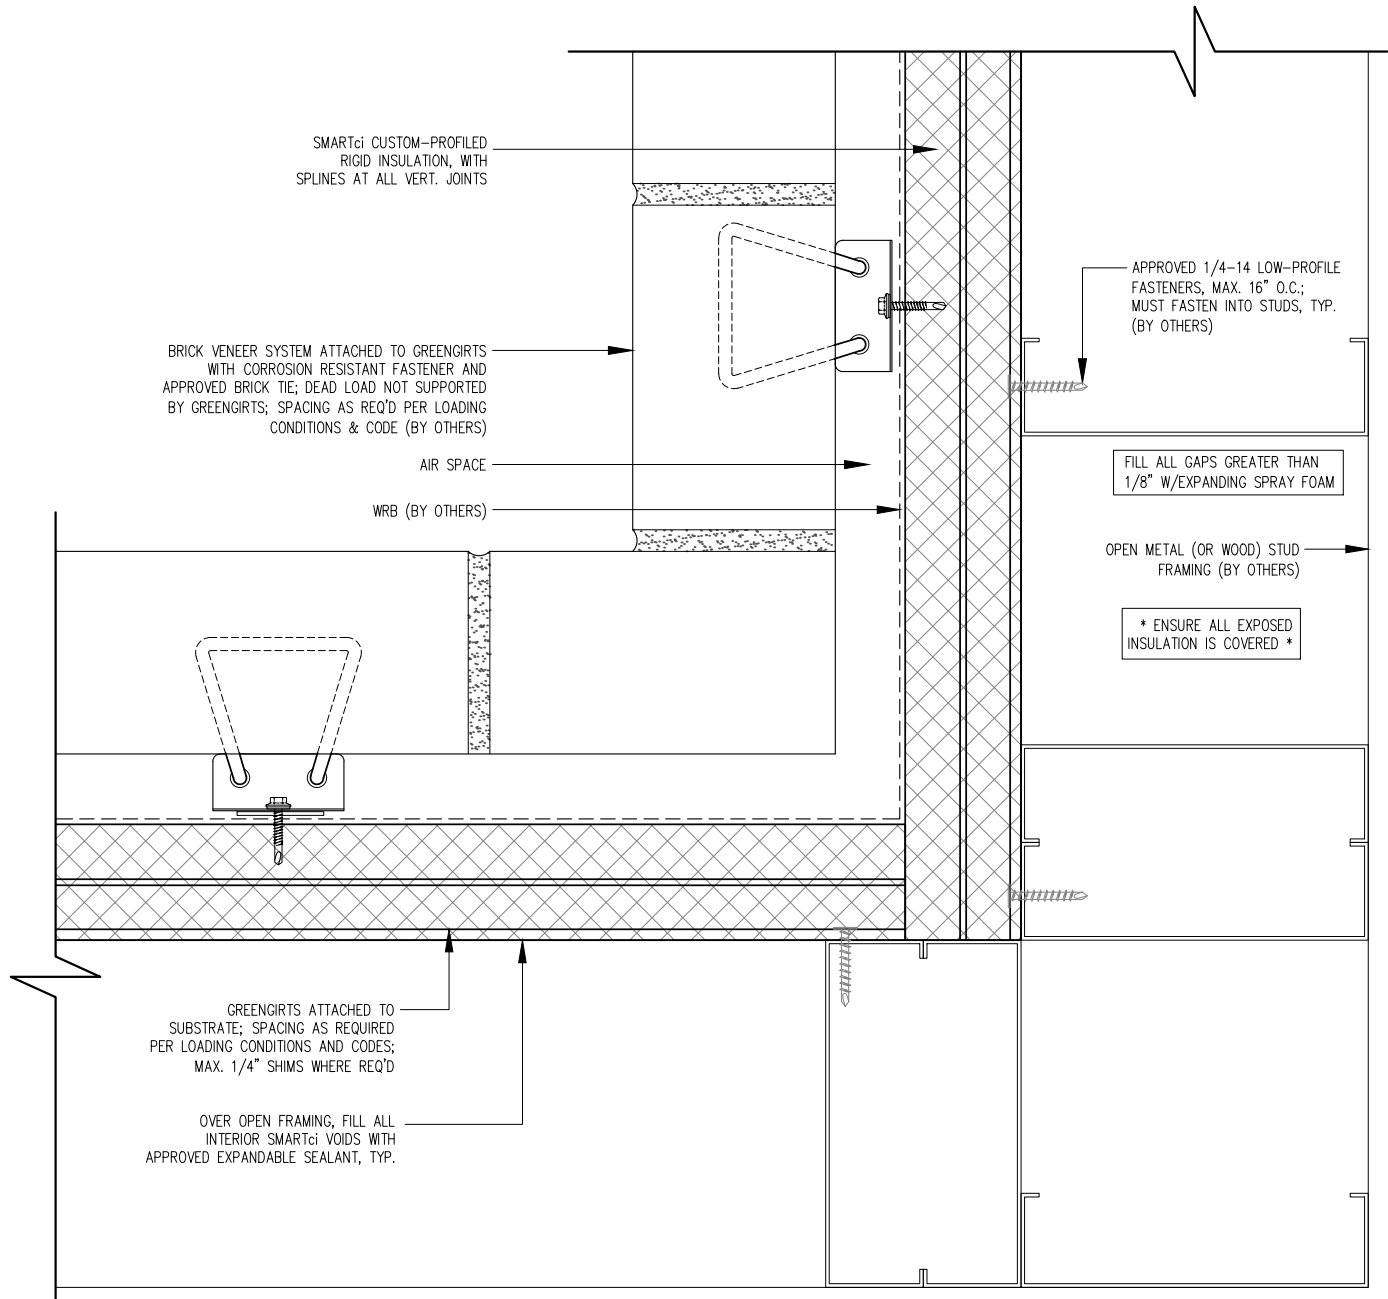 SMARTci CUSTOM-PROFILED
RIGID INSULATION, WITH
SPLINES AT ALL VERT. JOINTS
APPROVED 1/4-14 LOW-PROFILE
FASTENERS, MAX. 16" O.C.;
MUST FASTEN INTO STUDS, TYP.
(BY OTHERS)
BRICK VENEER SYSTEM ATTACHED TO GREENGIRTS
WITH CORROSION RESISTANT FASTENER AND
APPROVED BRICK TIE; DEAD LOAD NOT SUPPORTED
BY GREENGIRTS; SPACING AS REQ'D PER LOADING
CONDITIONS & CODE (BY OTHERS)
AIR SPACE
WRB (BY OTHERS)
FILL ALL GAPS GREATER THAN
1/8" W/EXPANDING SPRAY FOAM
OPEN METAL (OR WOOD) STUD
FRAMING (BY OTHERS)
* ENSURE ALL EXPOSED
INSULATION IS COVERED *
GREENGIRTS ATTACHED TO
SUBSTRATE; SPACING AS REQUIRED
PER LOADING CONDITIONS AND CODES;
MAX. 1/4" SHIMS WHERE REQ'D
OVER OPEN FRAMING, FILL ALL
INTERIOR SMARTci VOIDS WITH
APPROVED EXPANDABLE SEALANT, TYP.